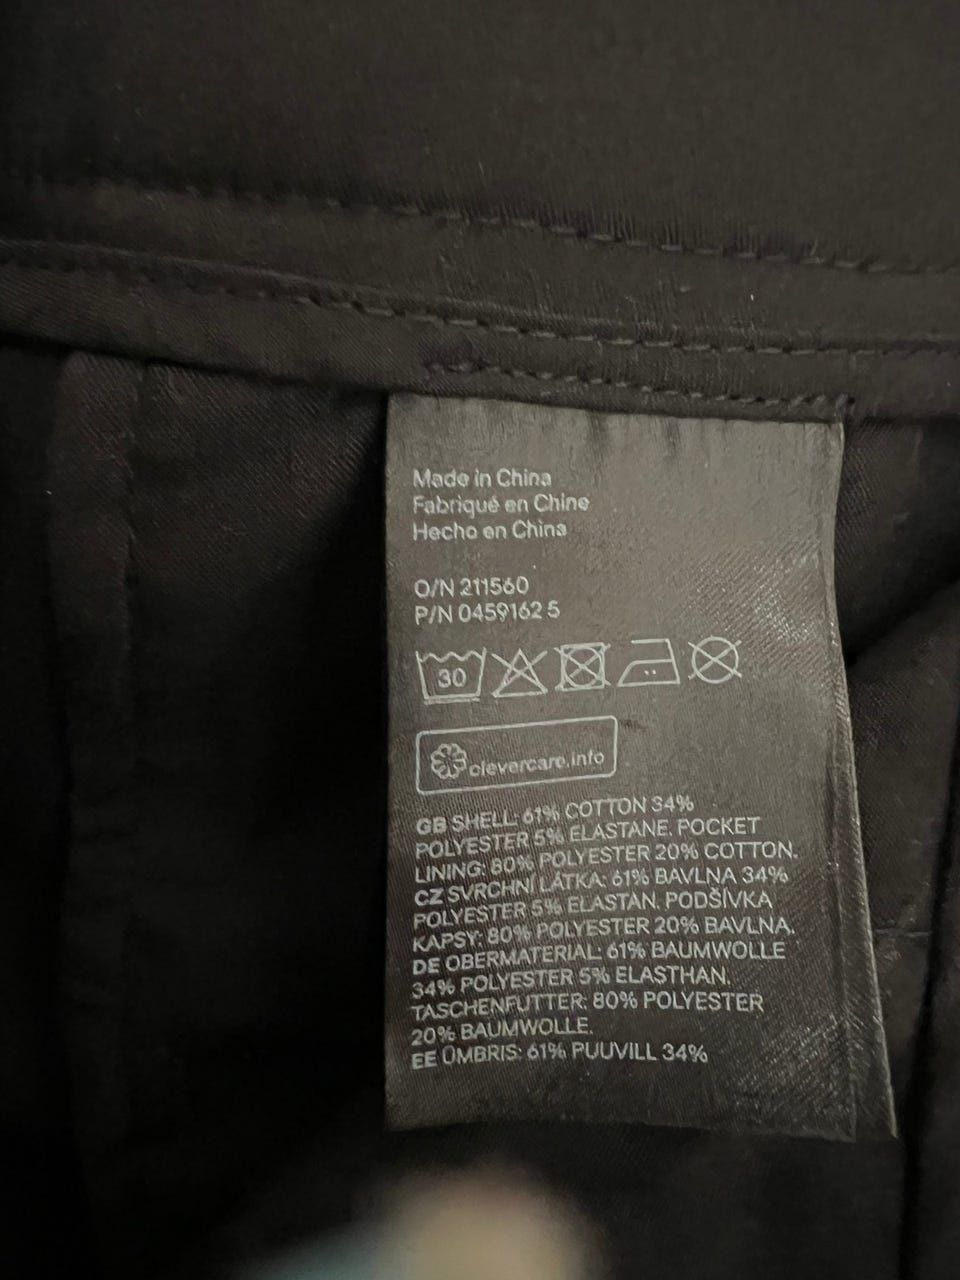 Made in China
Fabriqué en Chine
Hecho en China
O/N 211560
P/N 0459162 5
30
clevercare.info
GB SHELL: 61% COTTON 34%
POLYESTER 5% ELASTANE. POCKET
LINING: 80% POLYESTER 20% COTTON.
CZ SVRCHNÍ LÁTKA: 61% BAVLNA 34%
POLYESTER 5% ELASTAN. PODŠÍVKA
KAPSY: 80% POLYESTER 20% BAVLNA.
DE OBERMATERIAL: 61% BAUMWOLLE
34% POLYESTER 5% ELASTHAN.
TASCHENFUTTER: 80% POLYESTER
20% BAUMWOLLE.
EE ÜMBRIS: 61% PUUVILL 34%